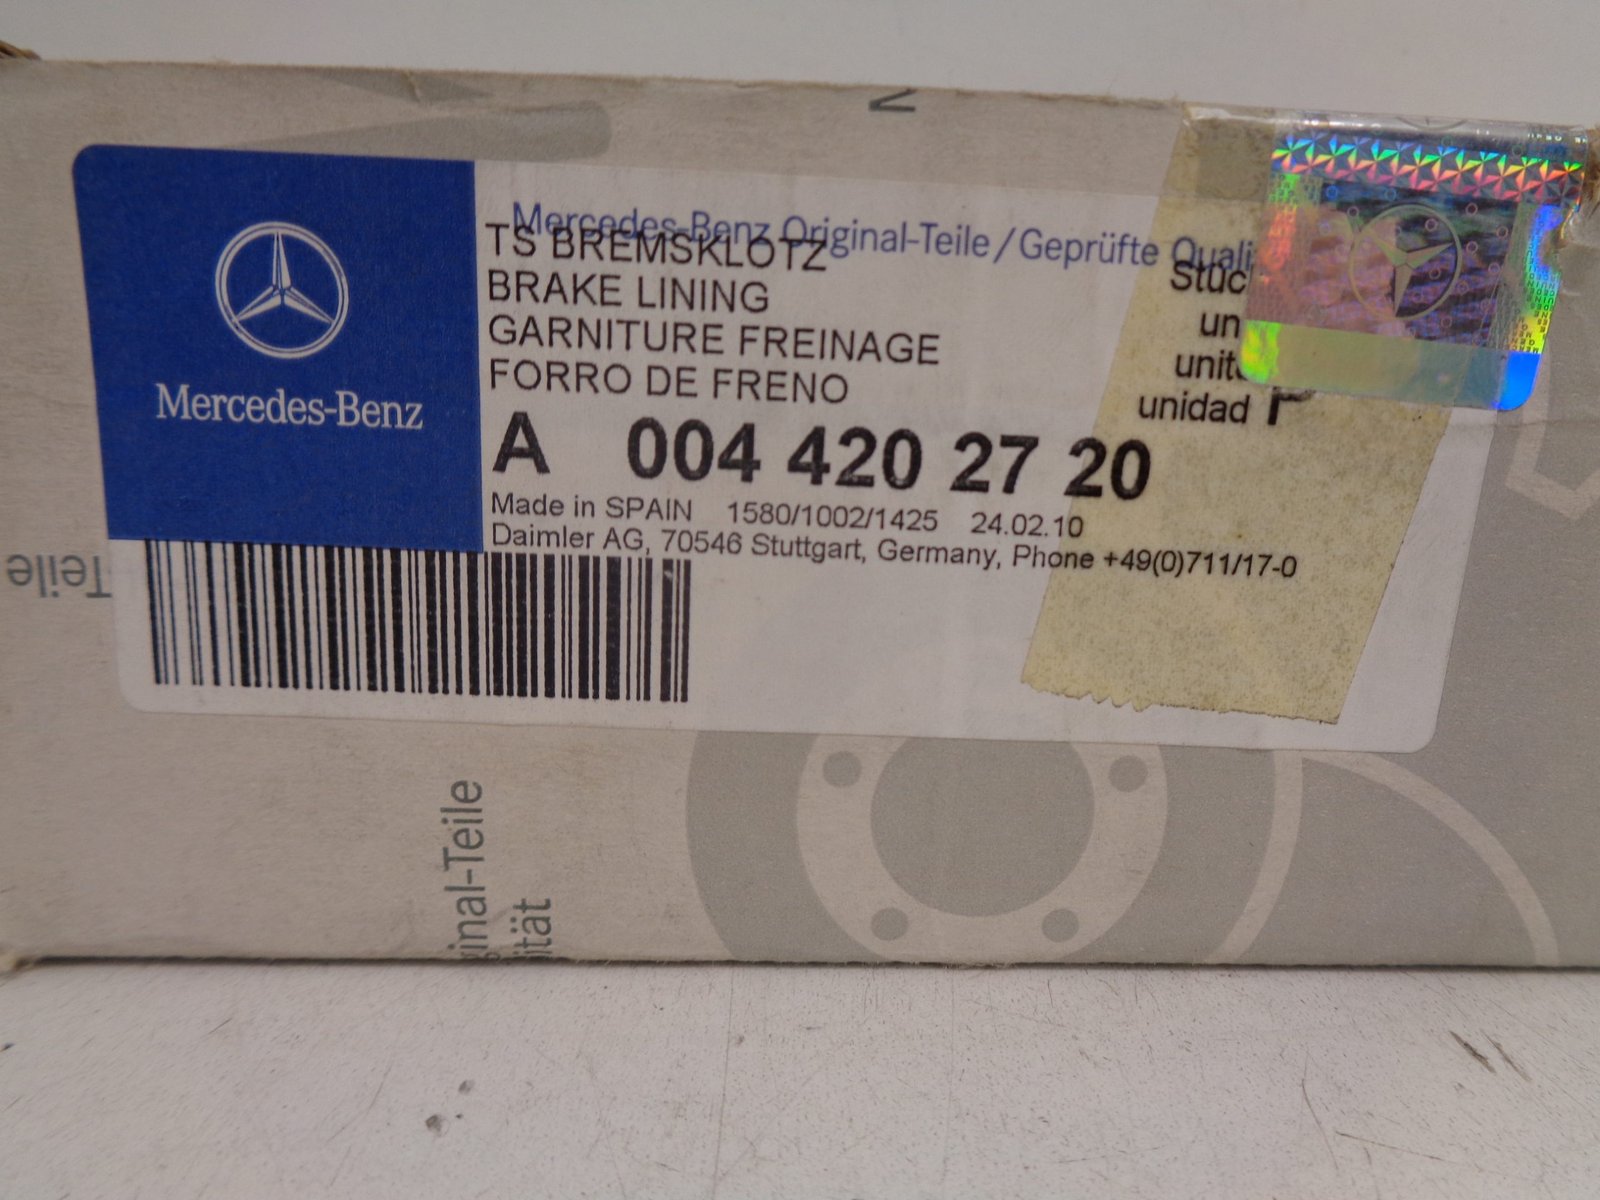 Mercedes-Benz Original-Teile/Geprüfte
TS BREMSKLOTZ
BRAKE LINING
GARNITURE FREINAGE
FORRO DE FRENO
unidad
A 004 420 27 20
Made in SPAIN 1580/1002/1425 24.02.10
Daimler AG, 70546 Stuttgart, Germany, Phone +49(0)711/17-0
Mercedes-Benz
Teile
ginal-Teile
ität